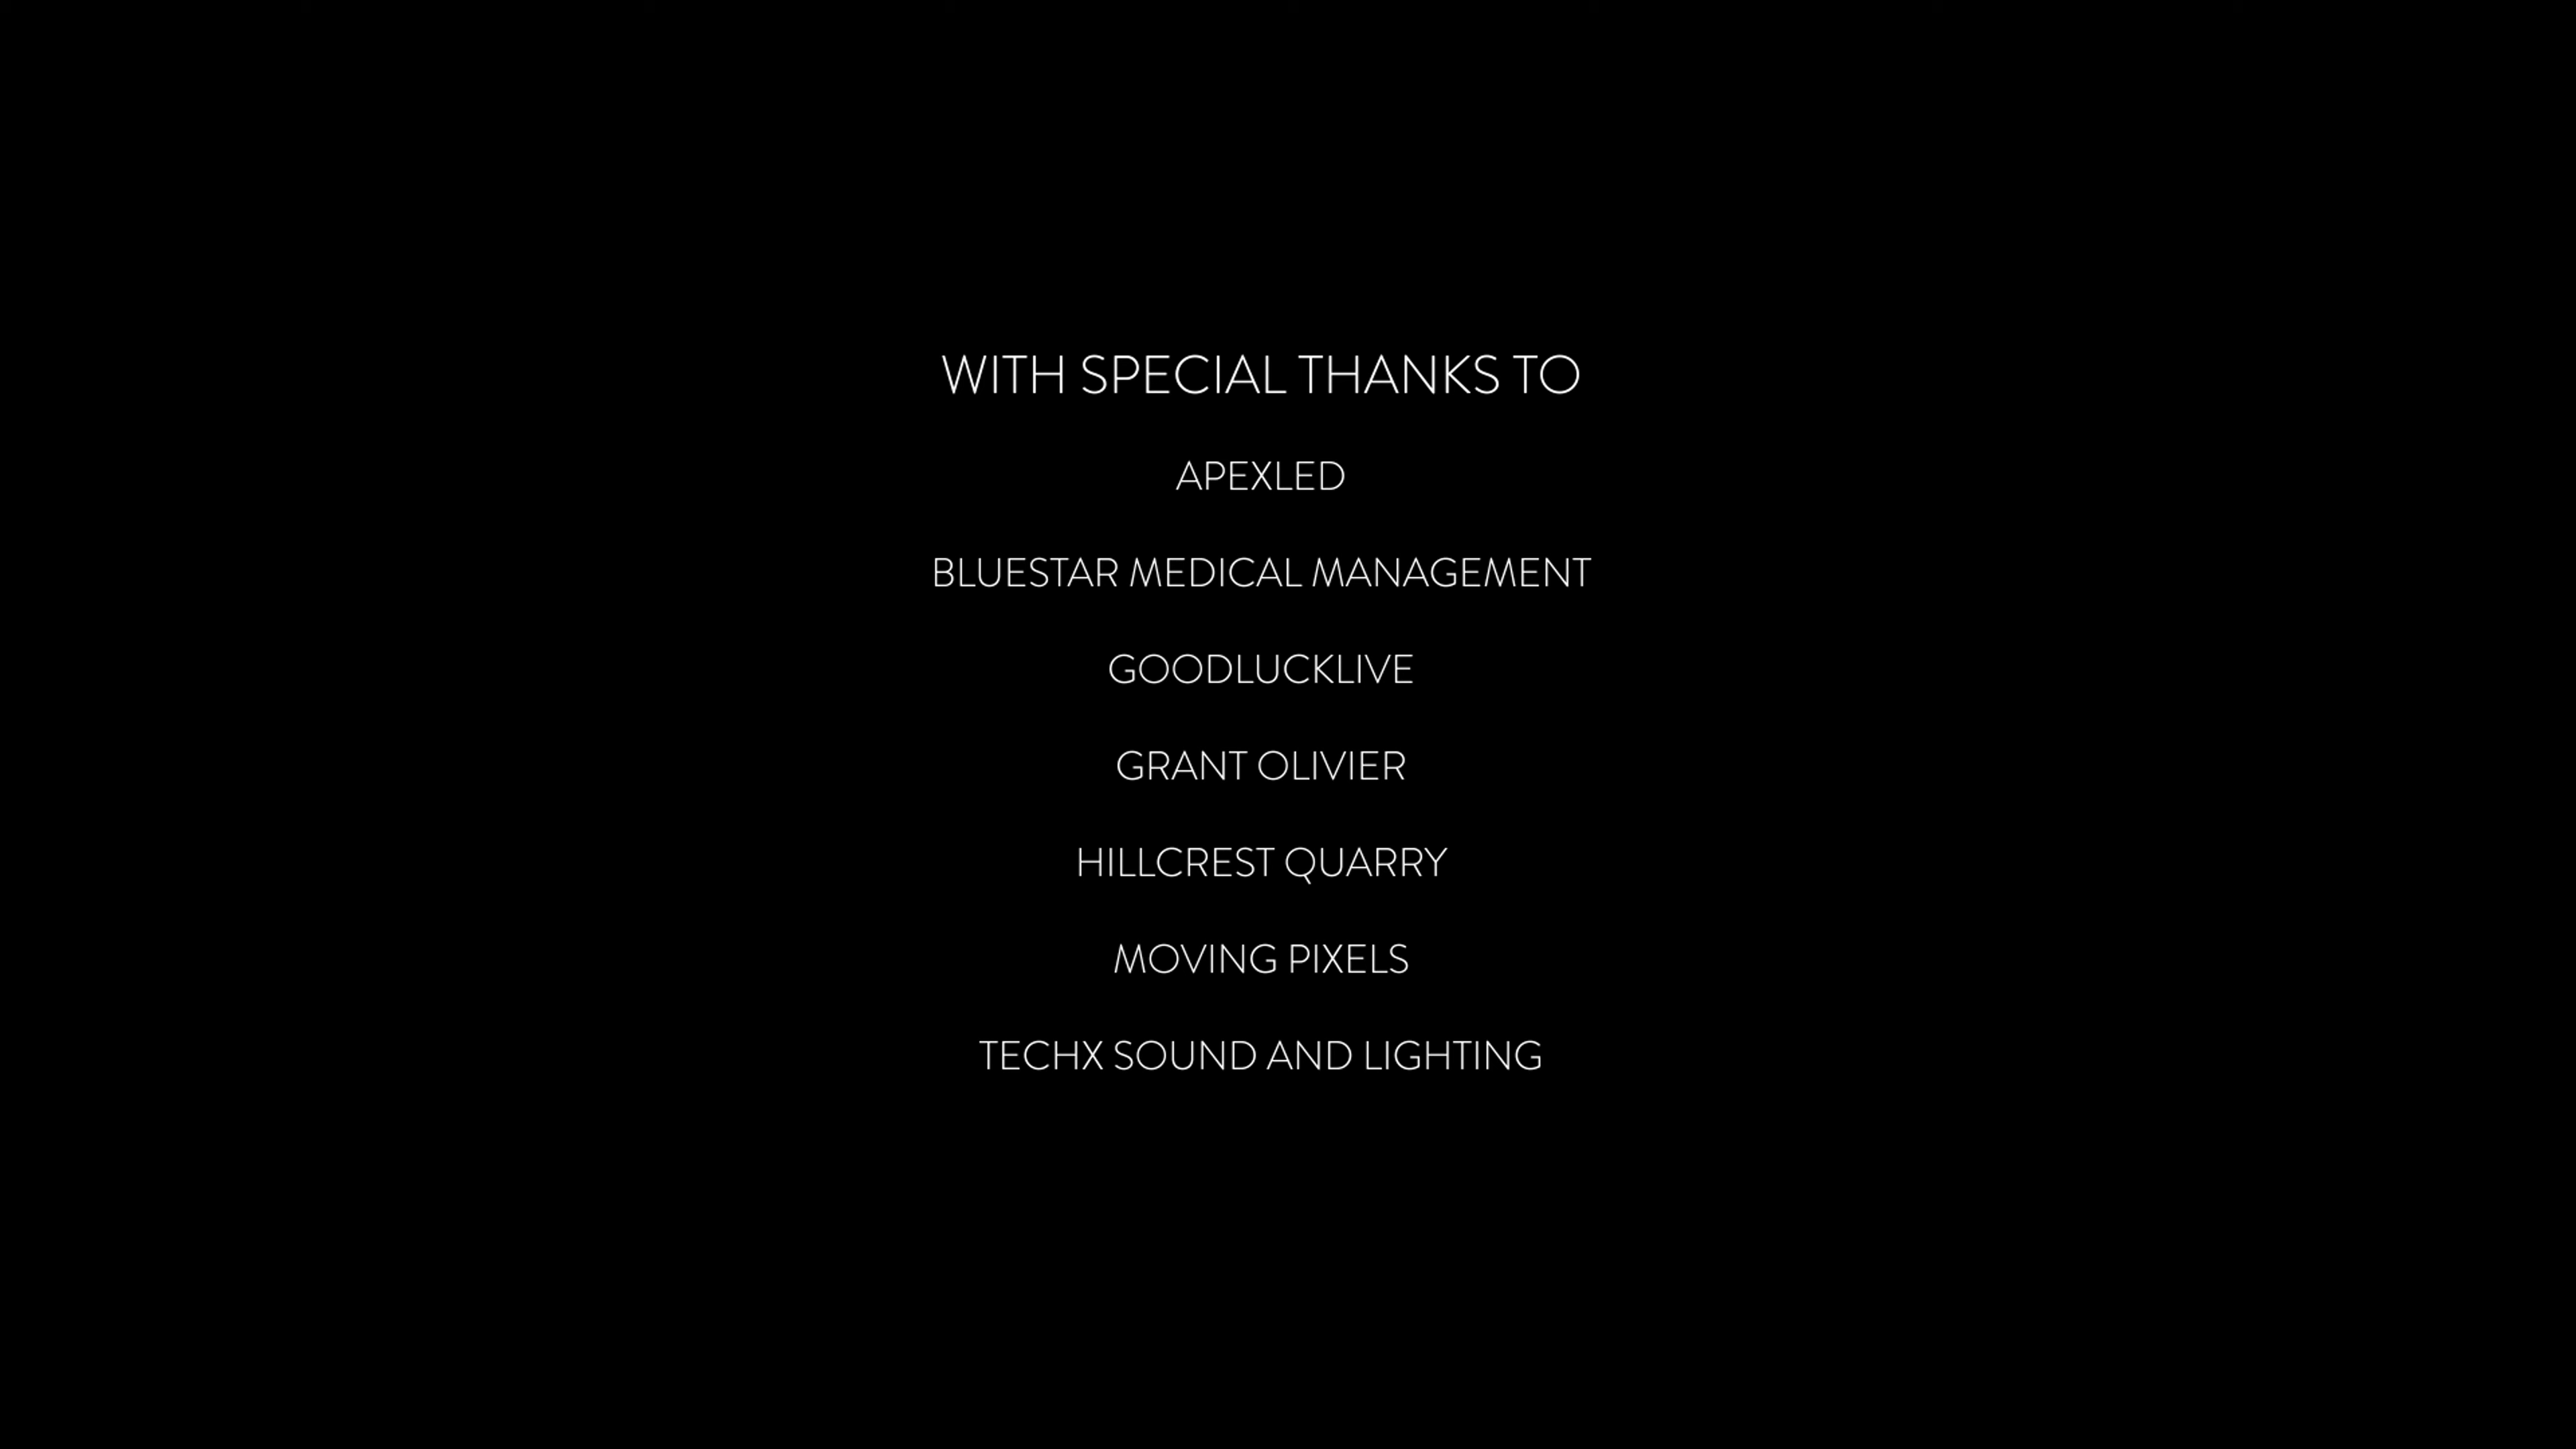 WITH SPECIAL THANKS TO
APEXLED
BLUESTAR MEDICAL MANAGEMENT
GOODLUCKLIVE
GRANT OLIVIER
HILLCREST QUARRY
MOVING PIXELS
TECHX SOUND AND LIGHTING